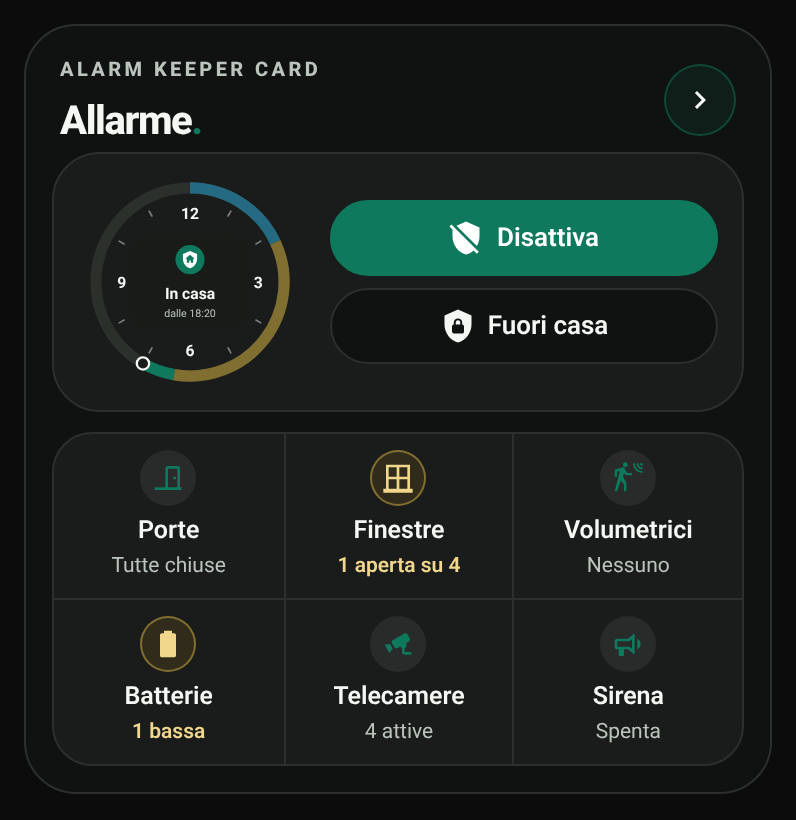 ALARM KEEPER CARD
Allarme.
12
9
3
6
In casa
dalle 18:20
Disattiva
Fuori casa
Porte
Tutte chiuse
Finestre
1 aperta su 4
Volumetrici
Nessuno
Batterie
1 bassa
Telecamere
4 attive
Sirena
Spenta